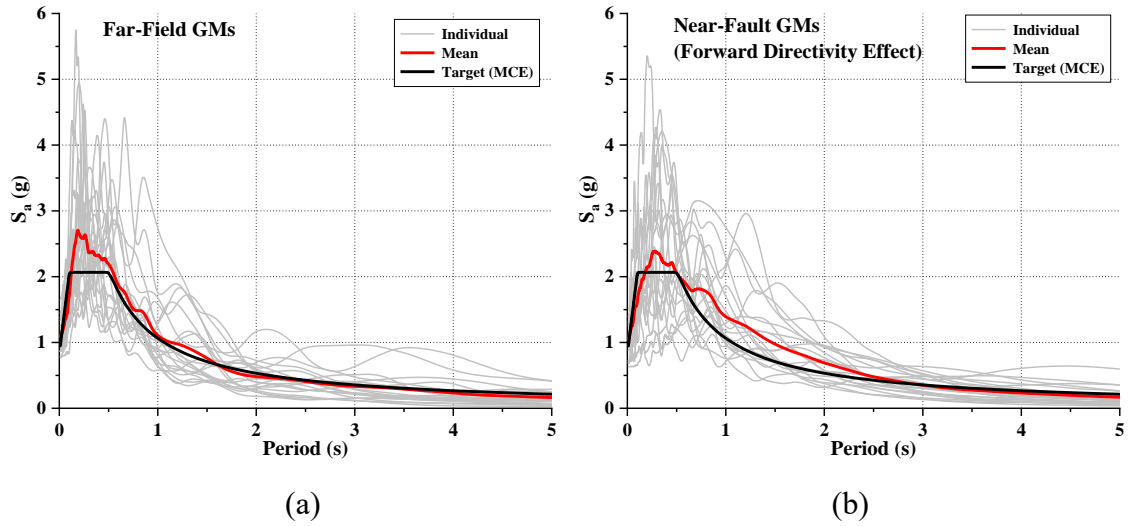 Far-Field GMs
Individual
Mean
Target (MCE)
6
5
4
3
2
1
0
S_a (g)
0 1 2 3 4 5
Period (s)
(a)
Near-Fault GMs
(Forward Directivity Effect)
Individual
Mean
Target (MCE)
6
5
4
3
2
1
0
S_a (g)
0 1 2 3 4 5
Period (s)
(b)